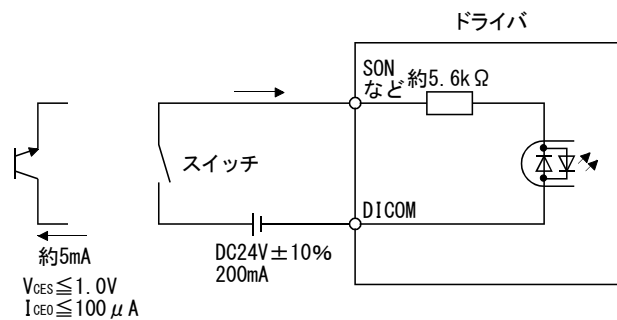 ドライバ
SON
など
約5.6kΩ
スイッチ
DICOM
約5mA
DC24V±10%
200mA
VCES≦1.0V
ICEO≦100μA